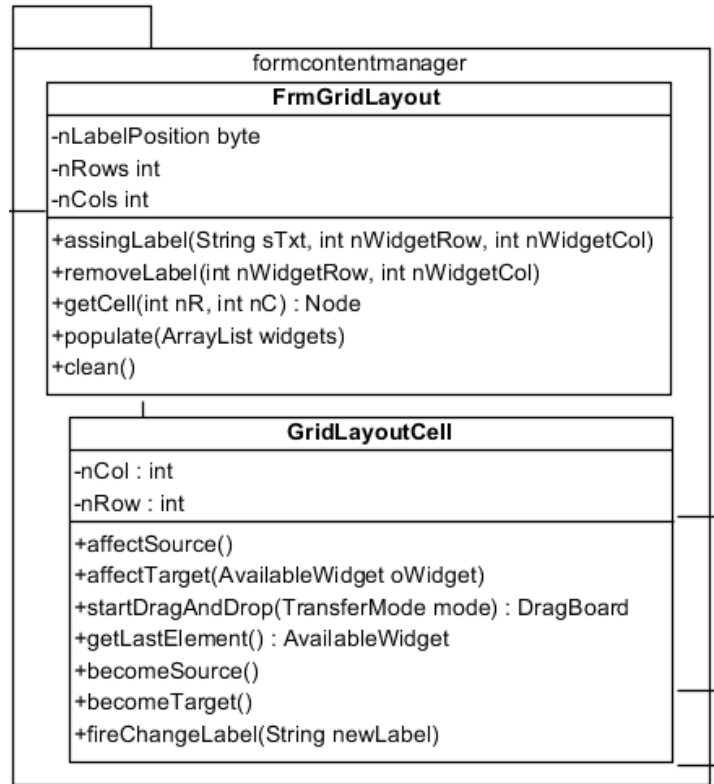 formcontentmanager
FrmGridLayout
-nLabelPosition byte
-nRows int
-nCols int
+assingLabel(String sTxt, int nWidgetRow, int nWidgetCol)
+removeLabel(int nWidgetRow, int nWidgetCol)
+getCell(int nR, int nC) : Node
+populate(ArrayList widgets)
+clean()
GridLayoutCell
-nCol : int
-nRow : int
+affectSource()
+affectTarget(AvailableWidget oWidget)
+startDragAndDrop(TransferMode mode) : DragBoard
+getLastElement() : AvailableWidget
+becomeSource()
+becomeTarget()
+fireChangeLabel(String newLabel)